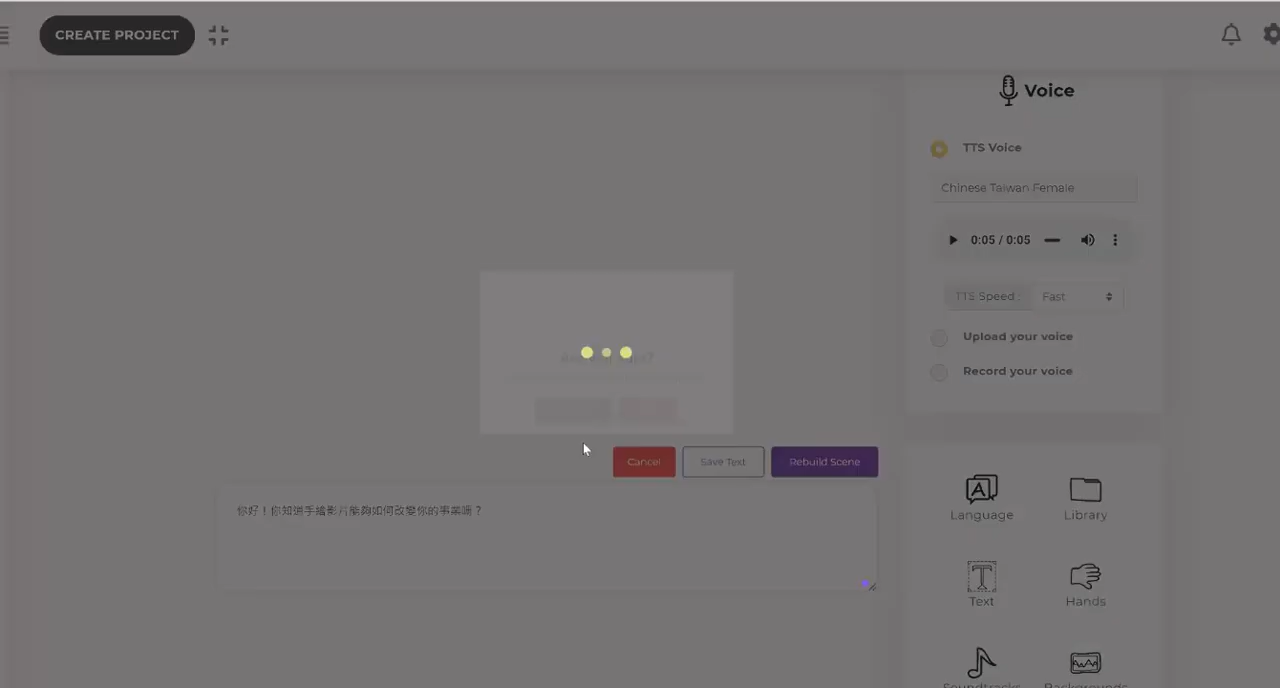 CREATE PROJECT
Voice
TTS Voice
Chinese Taiwan Female
0:05 / 0:05
TTS Speed :
Fast
Upload your voice
Record your voice
Cancel
Save Text
Rebuild Scene
你好！你知道手繪影片能夠如何改變你的事業嗎？
Language
Library
Text
Hands
Soundtracks
Backgrounds